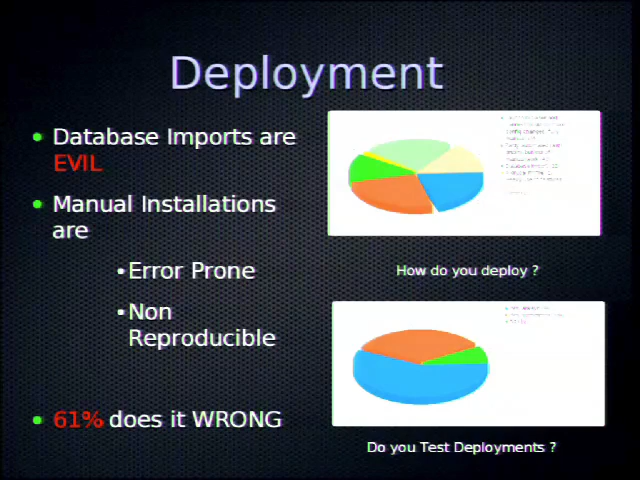 Deployment
Database Imports are
EVIL
Manual Installations
are
Error Prone
Non
Reproducible
61% does it WRONG
How do you deploy ?
Do you Test Deployments ?